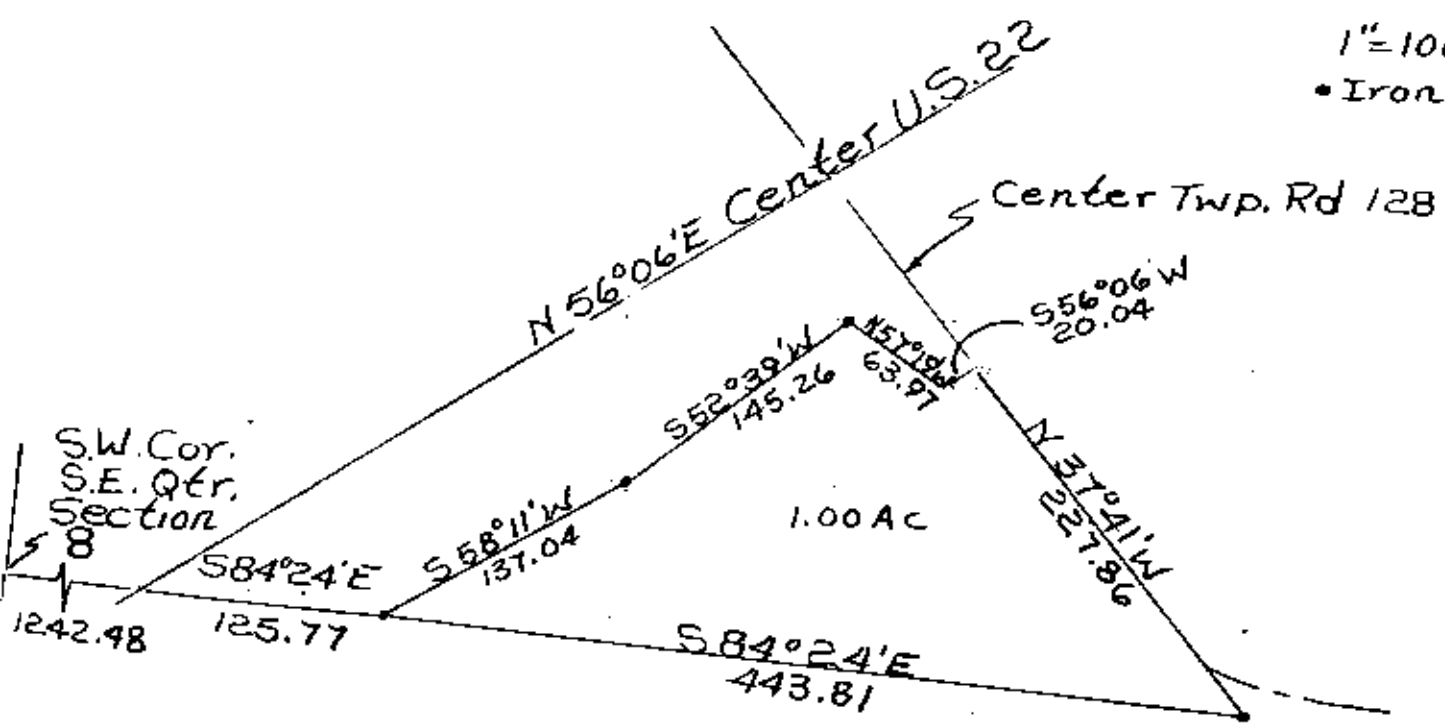 1"=100
• Iron
N 56°06'E Center U.S. 22
Center Twp. Rd 128
S56°06'W
20.04
63.97
S52°39'W
145.26
S.W. Cor.
S.E. Qtr.
Section
8
S58°11'W
137.04
1.00 Ac
N 37°41'W
227.86
S84°24'E
125.77
1242.48
S84°24'E
443.81